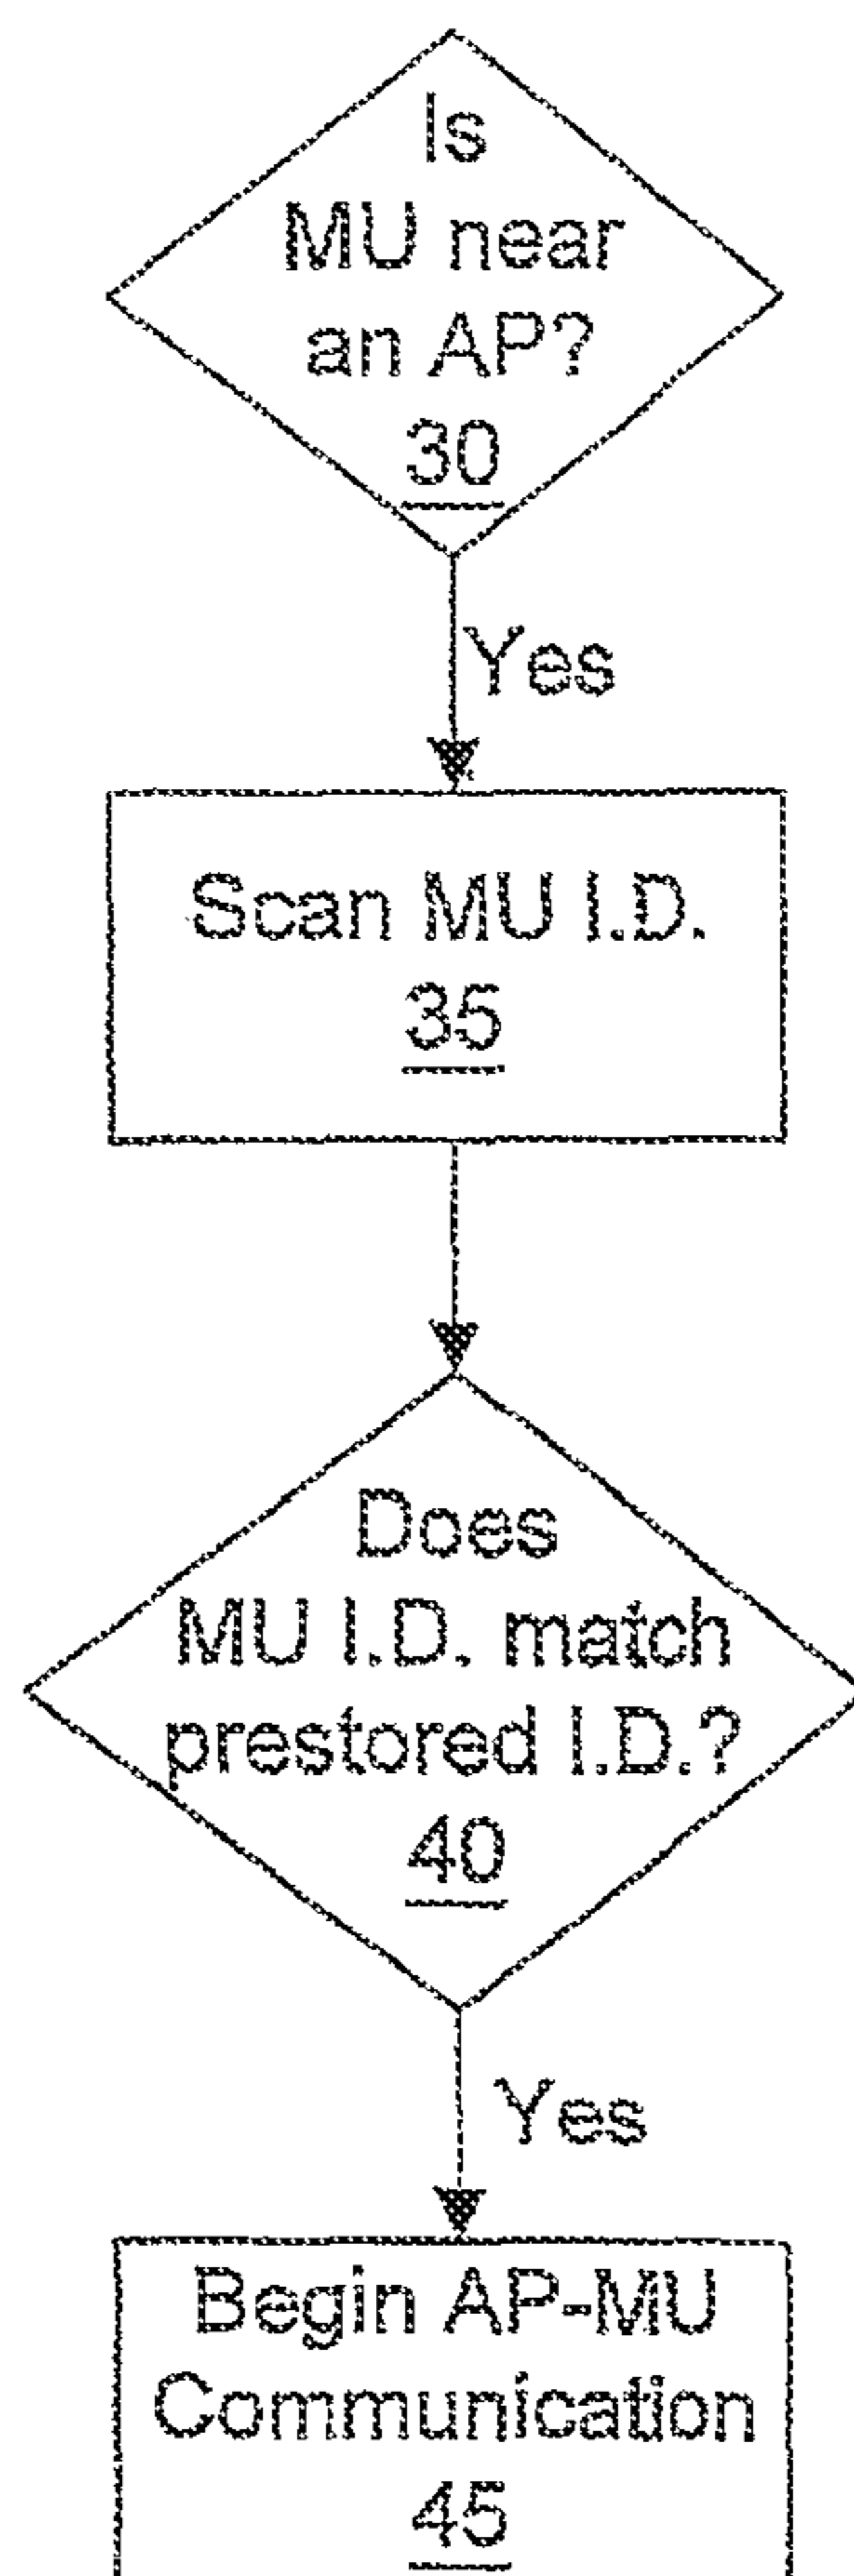 Is
MU near
an AP?
30
Yes
Scan MU I.D.
35
Does
MU I.D. match
prestored I.D.?
40
Yes
Begin AP-MU
Communication
45